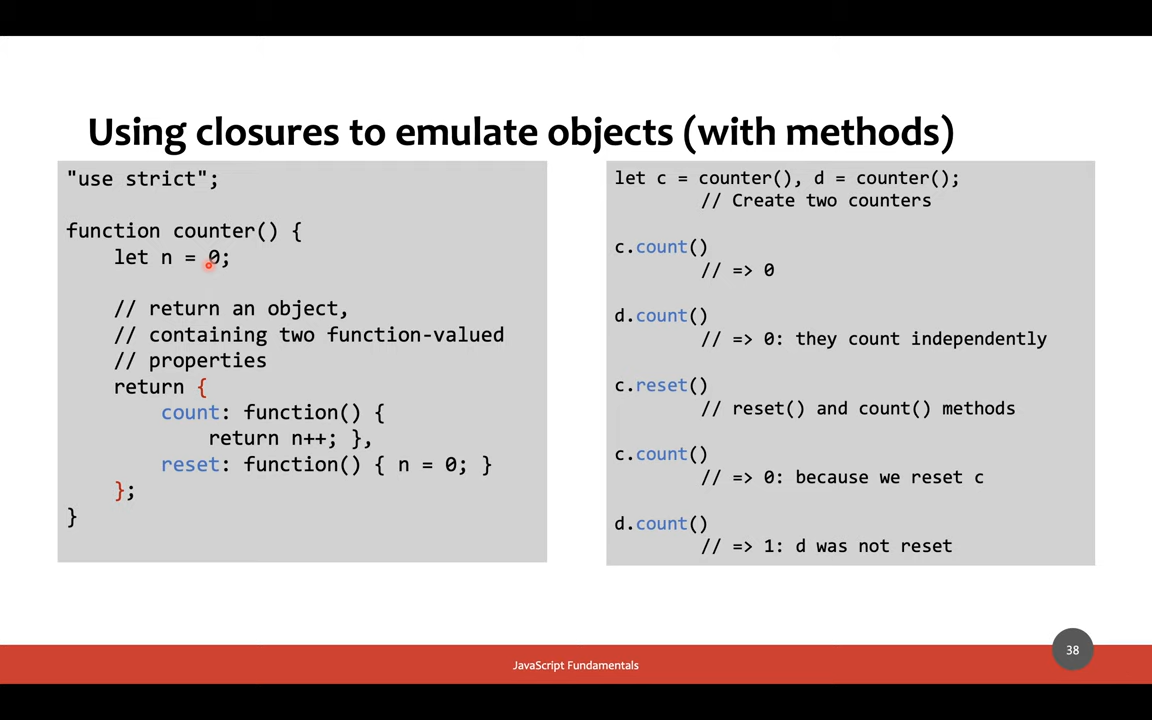 Using closures to emulate objects (with methods)
"use strict";
function counter() {
let n = 0;
// return an object,
// containing two function-valued
// properties
return {
count: function() {
return n++; },
reset: function() { n = 0; }
};
}
let c = counter(), d = counter();
// Create two counters
c.count()
// => 0
d.count()
// => 0: they count independently
c.reset()
// reset() and count() methods
c.count()
// => 0: because we reset c
d.count()
// => 1: d was not reset
JavaScript Fundamentals
38